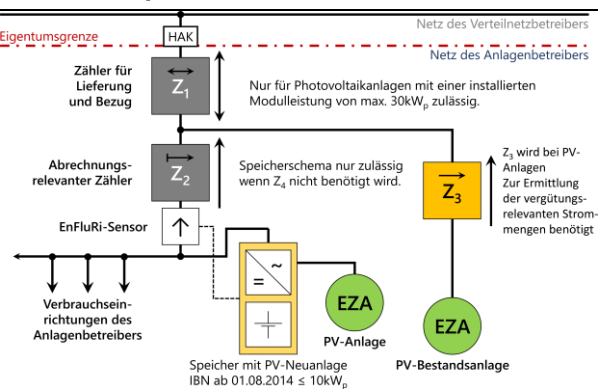 Netz des Verteilnetzbetreibers
Eigentumsgrenze
HAK
Netz des Anlagenbetreibers
Zähler für
Lieferung
und Bezug
Z1
Nur für Photovoltaikanlagen mit einer installierten
Modulleistung von max. 30kWp zulässig.
Abrechnungs-
relevanter Zähler
Z2
Speicherschema nur zulässig
wenn Z4 nicht benötigt wird.
Z3
Z3 wird bei PV-
Anlagen
Zur Ermittlung
der vergütungs-
relevanten Strom-
mengen benötigt
EnFluRi-Sensor
~
=
EZA
EZA
Verbrauchsein-
richtungen des
Anlagenbetreibers
PV-Anlage
PV-Bestandsanlage
Speicher mit PV-Neuanlage
IBN ab 01.08.2014 ≤ 10kWp